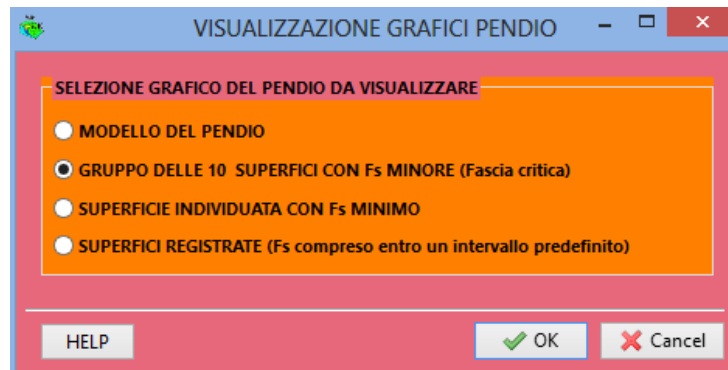 VISUALIZZAZIONE GRAFICI PENDIO
SELEZIONE GRAFICO DEL PENDIO DA VISUALIZZARE
MODELLO DEL PENDIO
GRUPPO DELLE 10 SUPERFICI CON Fs MINORE (Fascia critica)
SUPERFICIE INDIVIDUATA CON Fs MINIMO
SUPERFICI REGISTRATE (Fs compreso entro un intervallo predefinito)
HELP
OK
Cancel